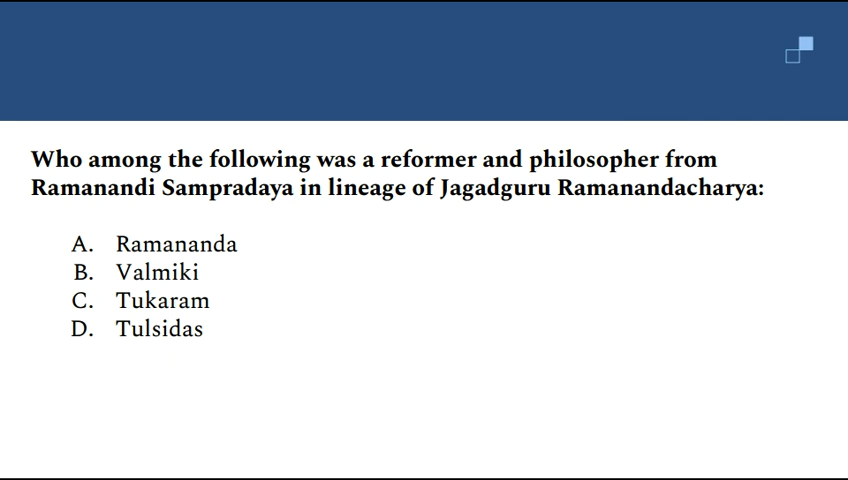 Who among the following was a reformer and philosopher from
Ramanandi Sampradaya in lineage of Jagadguru Ramanandacharya:
A. Ramananda
B. Valmiki
C. Tukaram
D. Tulsidas